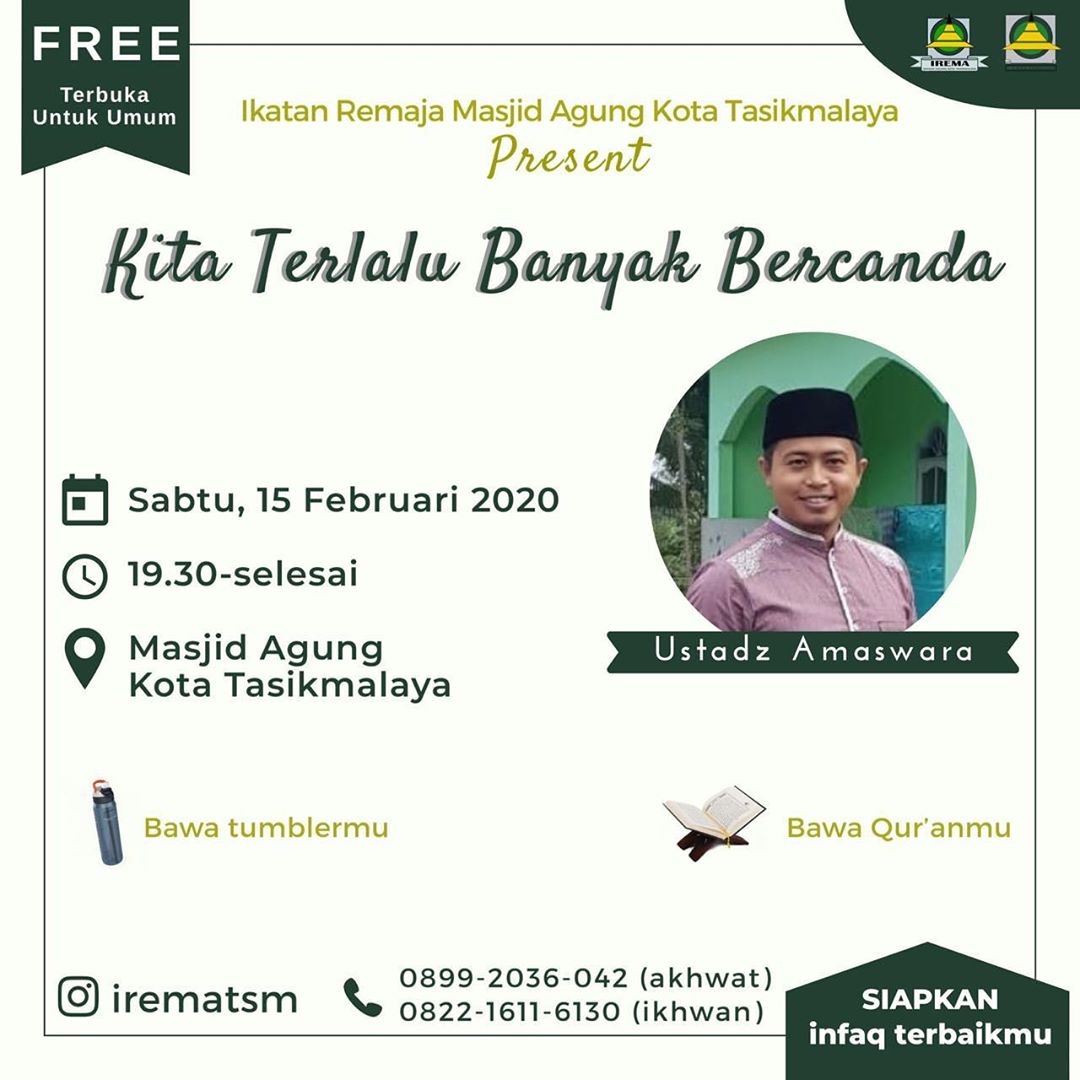 FREE
Terbuka
Untuk Umum
IREMA
Ikatan Remaja Masjid Agung Kota Tasikmalaya
Present
Kita Terlalu Banyak Bercanda
Sabtu, 15 Februari 2020
19.30-selesai
Masjid Agung
Kota Tasikmalaya
Ustadz Amaswara
Bawa tumblermu
Bawa Qur'anmu
irematsm
0899-2036-042 (akhwat)
0822-1611-6130 (ikhwan)
SIAPKAN
infaq terbaikmu